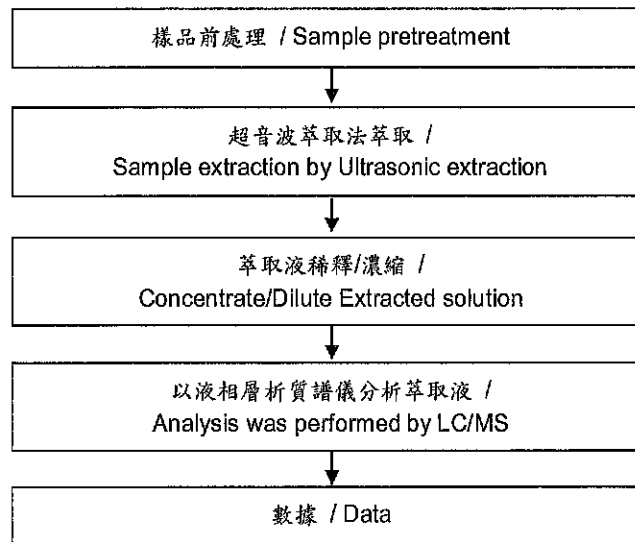 樣品前處理 / Sample pretreatment
超音波萃取法萃取 /
Sample extraction by Ultrasonic extraction
萃取液稀釋/濃縮 /
Concentrate/Dilute Extracted solution
以液相層析質譜儀分析萃取液 /
Analysis was performed by LC/MS
數據 / Data